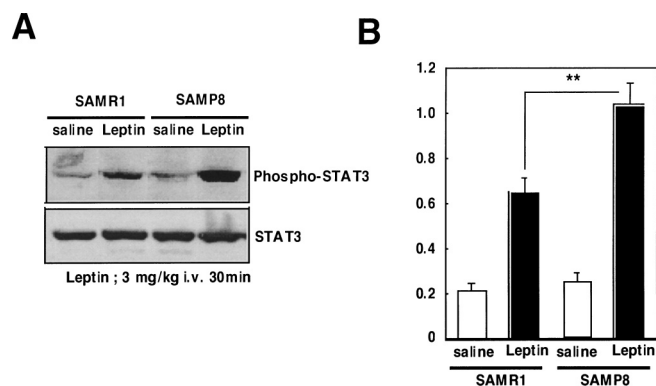 A
SAMR1 SAMP8
saline Leptin saline Leptin
Phospho-STAT3
STAT3
Leptin ; 3 mg/kg i.v. 30min
B
1.2
**
1.0
0.8
0.6
0.4
0.2
0
saline Leptin saline Leptin
SAMR1 SAMP8